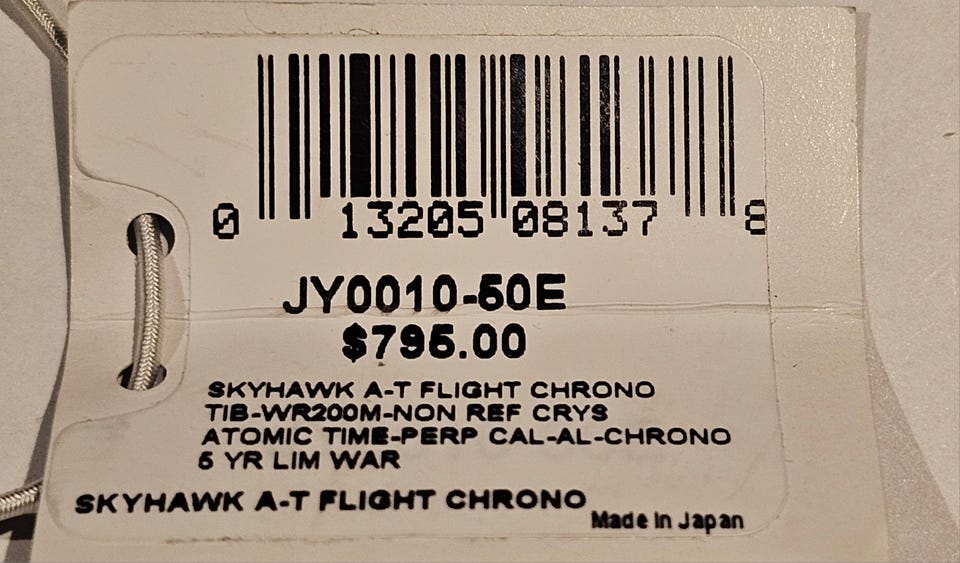 0 13205 08137 8
JY0010-50E
$795.00
SKYHAWK A-T FLIGHT CHRONO
TIB-WR200M-NON REF CRYS
ATOMIC TIME-PERP CAL-AL-CHRONO
5 YR LIM WAR
SKYHAWK A-T FLIGHT CHRONO
Made In Japan